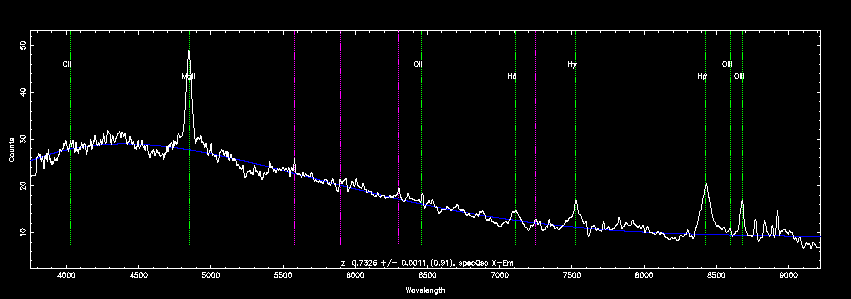 50
40
30
20
10
Counts
CII
MgII
OII
Hδ
Hγ
Hβ
OIII
OIII
4000 4500 5000 5500 6000 6500 7000 7500 8000 8500 9000
z 0.7326 +/- 0.0011 (0.91), specQso X-Em
Wavelength